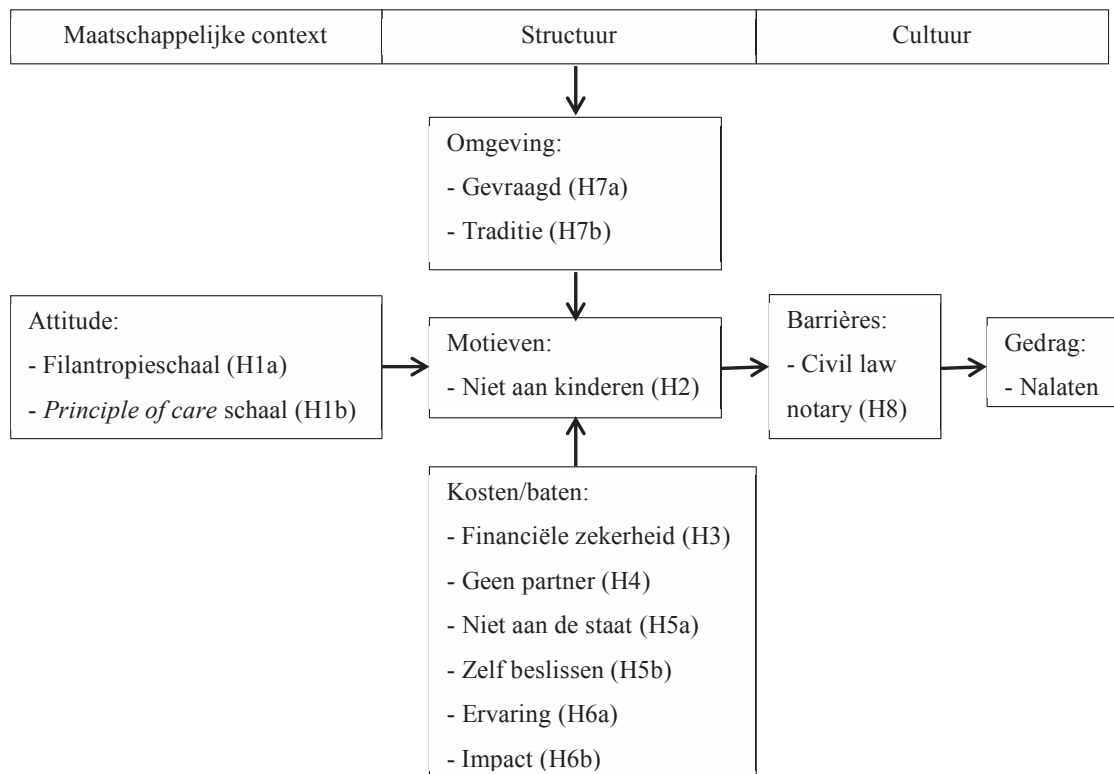 Maatschappelijke context
Structuur
Cultuur
Omgeving:
- Gevraagd (H7a)
- Traditie (H7b)
Attitude:
- Filantropieschaal (H1a)
- Principle of care schaal (H1b)
Motieven:
- Niet aan kinderen (H2)
Barrières:
- Civil law
notary (H8)
Gedrag:
- Nalaten
Kosten/baten:
- Financiële zekerheid (H3)
- Geen partner (H4)
- Niet aan de staat (H5a)
- Zelf beslissen (H5b)
- Ervaring (H6a)
- Impact (H6b)